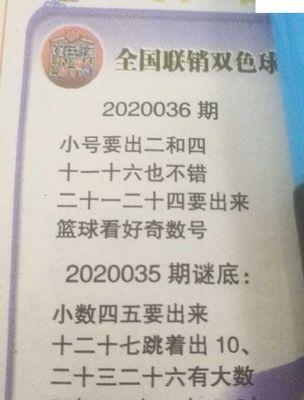 双色球
全国联销双色球
2020036 期
小号要出二和四
十一十六也不错
二十一二十四要出来
篮球看好奇数号
2020035 期谜底：
小数四五要出来
十二十七跳着出 10、
二十三二十六有大数